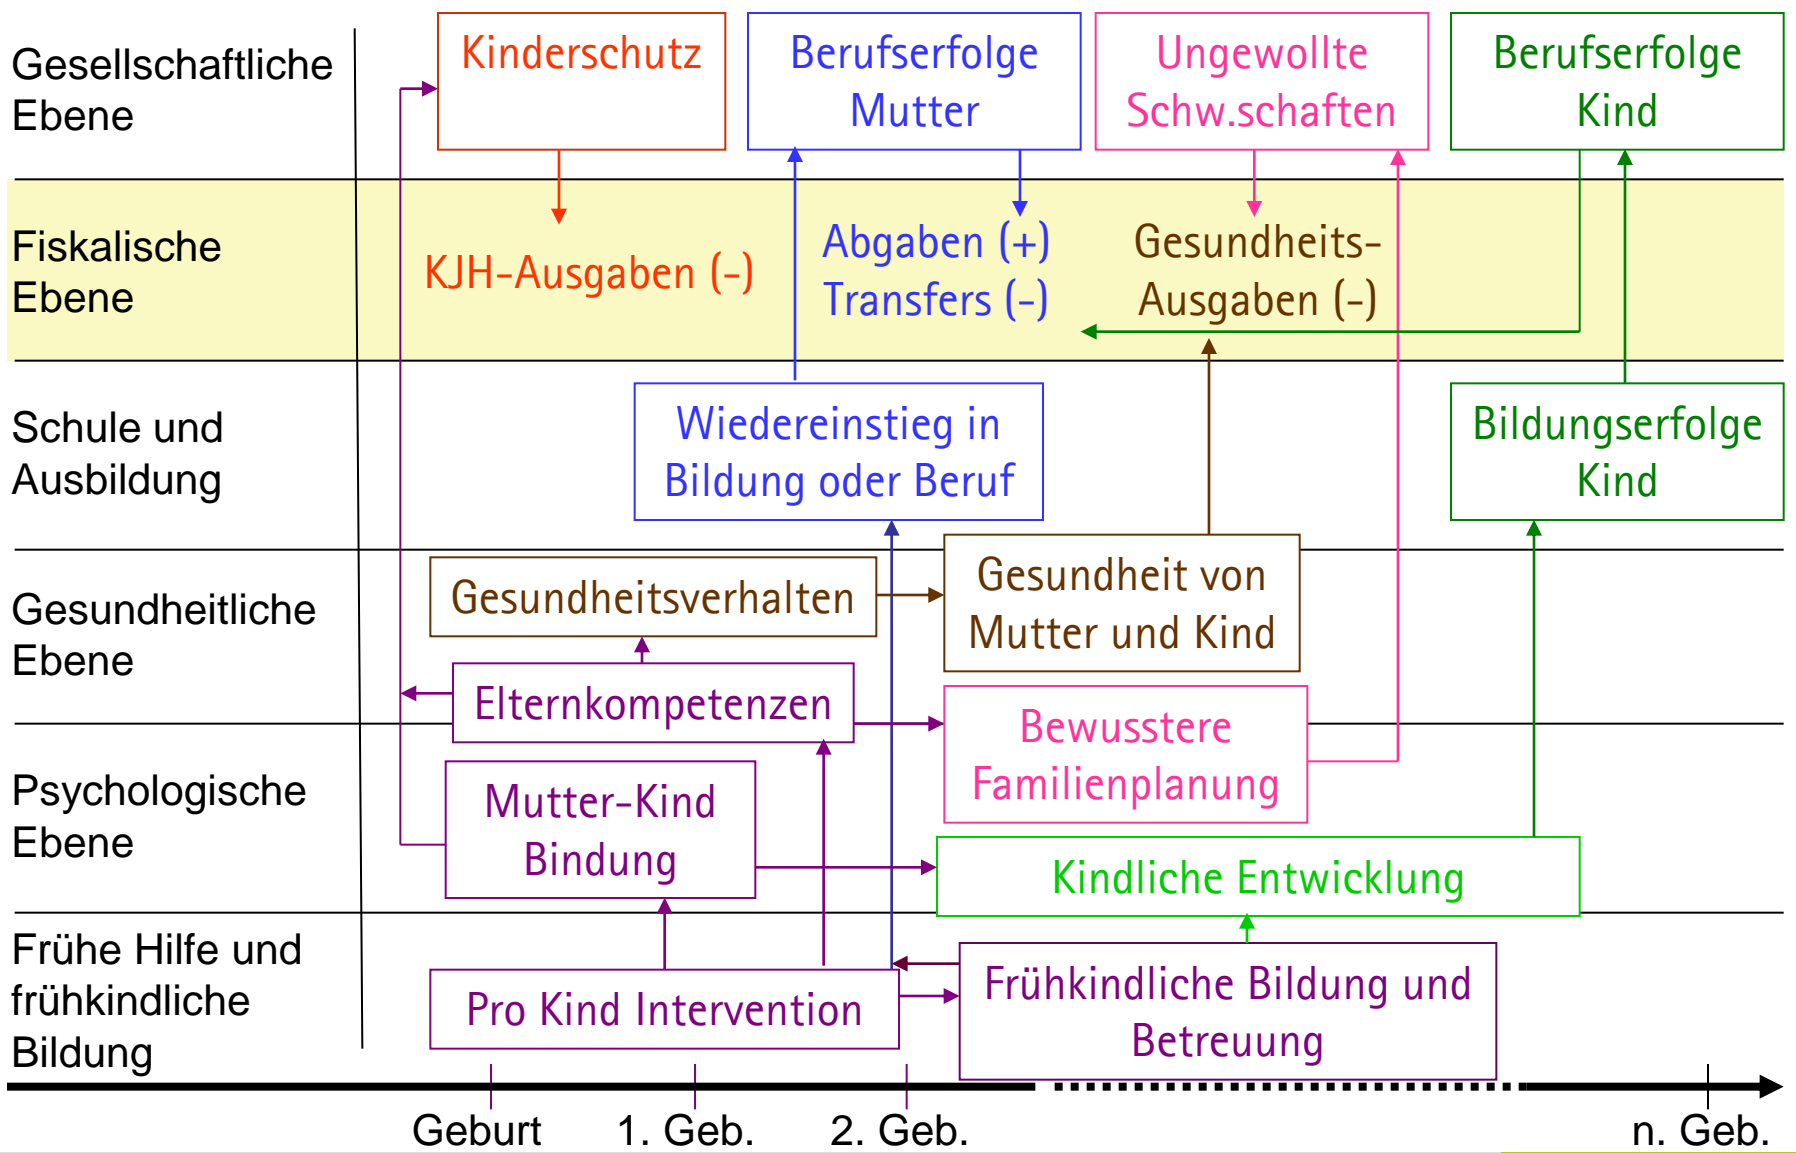 Gesellschaftliche
Ebene
Kinderschutz
Berufserfolge
Mutter
Ungewollte
Schw.schaften
Berufserfolge
Kind
Fiskalische
Ebene
KJH-Ausgaben (-)
Abgaben (+)
Transfers (-)
Gesundheits-
Ausgaben (-)
Schule und
Ausbildung
Wiedereinstieg in
Bildung oder Beruf
Bildungserfolge
Kind
Gesundheitliche
Ebene
Gesundheitsverhalten
Gesundheit von
Mutter und Kind
Elternkompetenzen
Bewusstere
Familienplanung
Psychologische
Ebene
Mutter-Kind
Bindung
Kindliche Entwicklung
Frühe Hilfe und
frühkindliche
Bildung
Pro Kind Intervention
Frühkindliche Bildung und
Betreuung
Geburt
1. Geb.
2. Geb.
n. Geb.